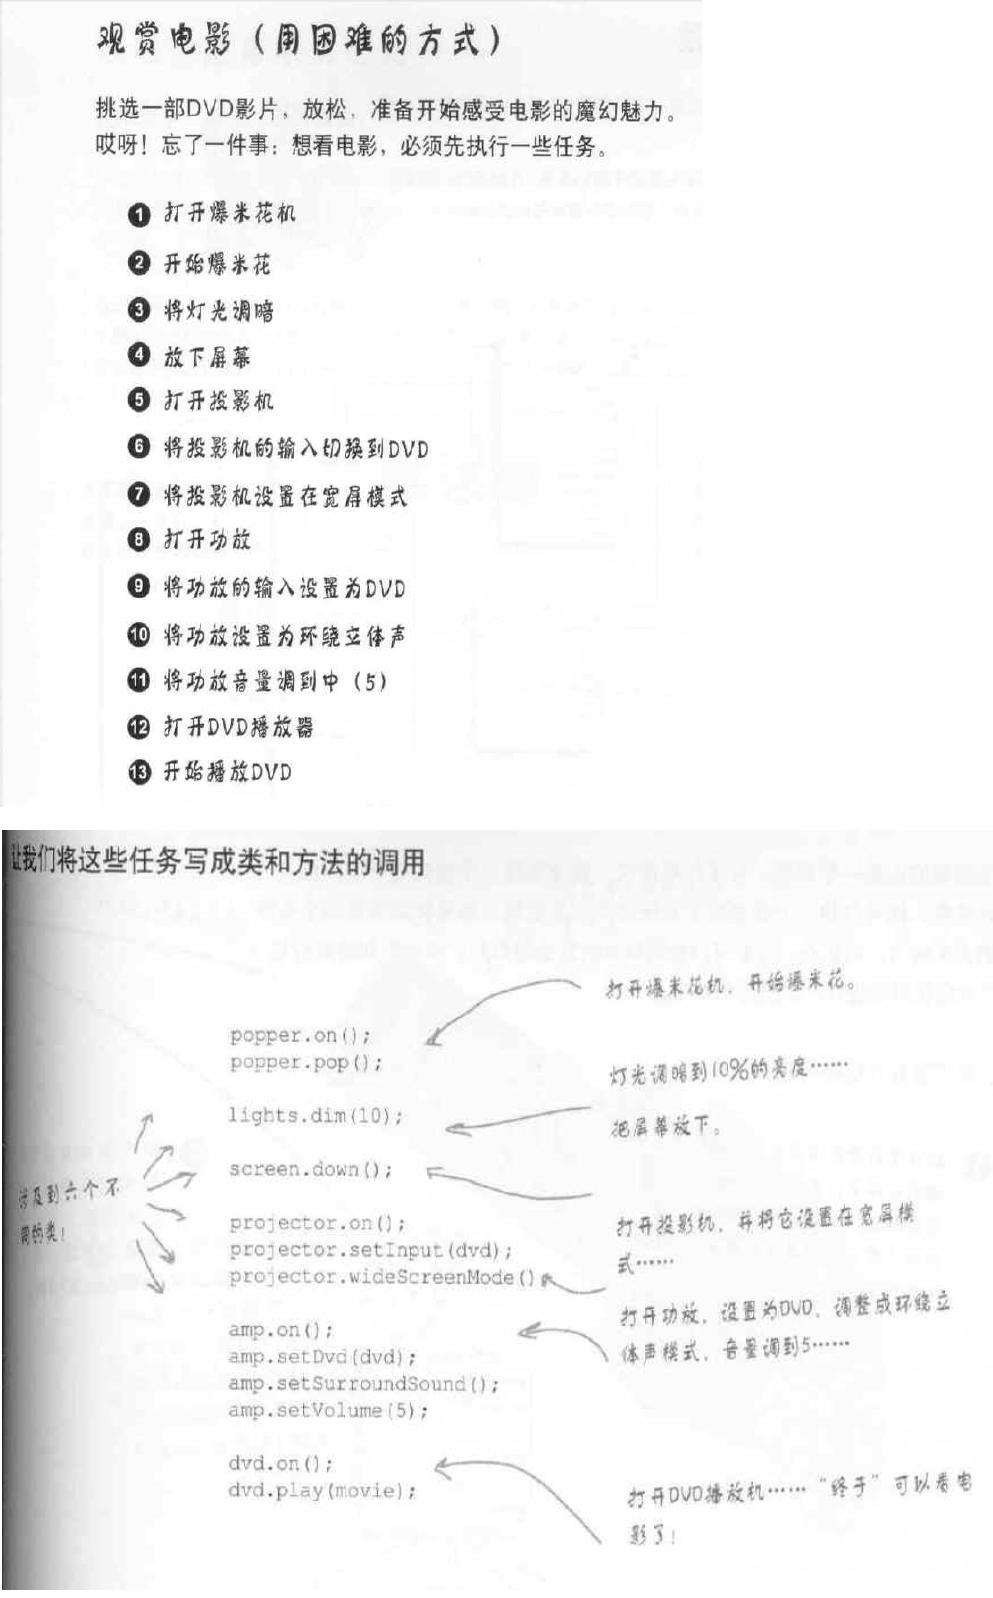 观赏电影（用困难的方式）
挑选一部DVD影片，放松，准备开始感受电影的魔幻魅力。
哎呀！忘了一件事：想看电影，必须先执行一些任务。
1 打开爆米花机
2 开始爆米花
3 将灯光调暗
4 放下屏幕
5 打开投影机
6 将投影机的输入切换到DVD
7 将投影机设置在宽屏模式
8 打开功放
9 将功放的输入设置为DVD
10 将功放设置为环绕立体声
11 将功放音量调到中（5）
12 打开DVD播放器
13 开始播放DVD
让我们将这些任务写成类和方法的调用
打开爆米花机，开始爆米花。
popper.on();
popper.pop();
灯光调暗到10%的亮度……
lights.dim(10);
把屏幕放下。
screen.down();
涉及到六个不
同的类！
projector.on();
projector.setInput(dvd);
projector.wideScreenMode()
打开投影机，并将它设置在宽屏模
式……
打开功放，设置为DVD，调整成环绕立
体声模式，音量调到5……
amp.on();
amp.setDvd(dvd);
amp.setSurroundSound();
amp.setVolume(5);
dvd.on();
dvd.play(movie);
打开DVD播放机……“终于”可以看电
影了！